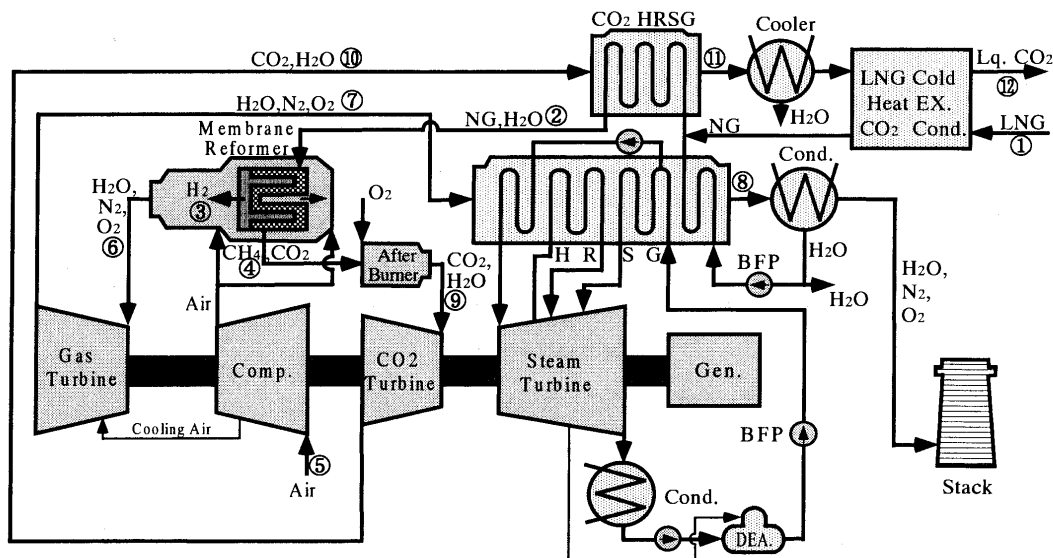 CO2 HRSG
Cooler
CO2,H2O ⑩
⑪
Lq. CO2
⑫
LNG Cold
Heat EX.
CO2 Cond.
H2O,N2,O2 ⑦
NG,H2O ②
H2O
NG
LNG
①
Membrane
Reformer
⑧
Cond.
H2O,
N2,
O2
⑥
H2
③
O2
CH4,CO2
④
After
Burner
CO2,
H2O
⑨
H R S G
BFP
H2O
H2O
H2O,
N2,
O2
Air
Gas
Turbine
Comp.
CO2
Turbine
Steam
Turbine
Gen.
Cooling Air
⑤
Air
BFP
Cond.
DEA.
Stack